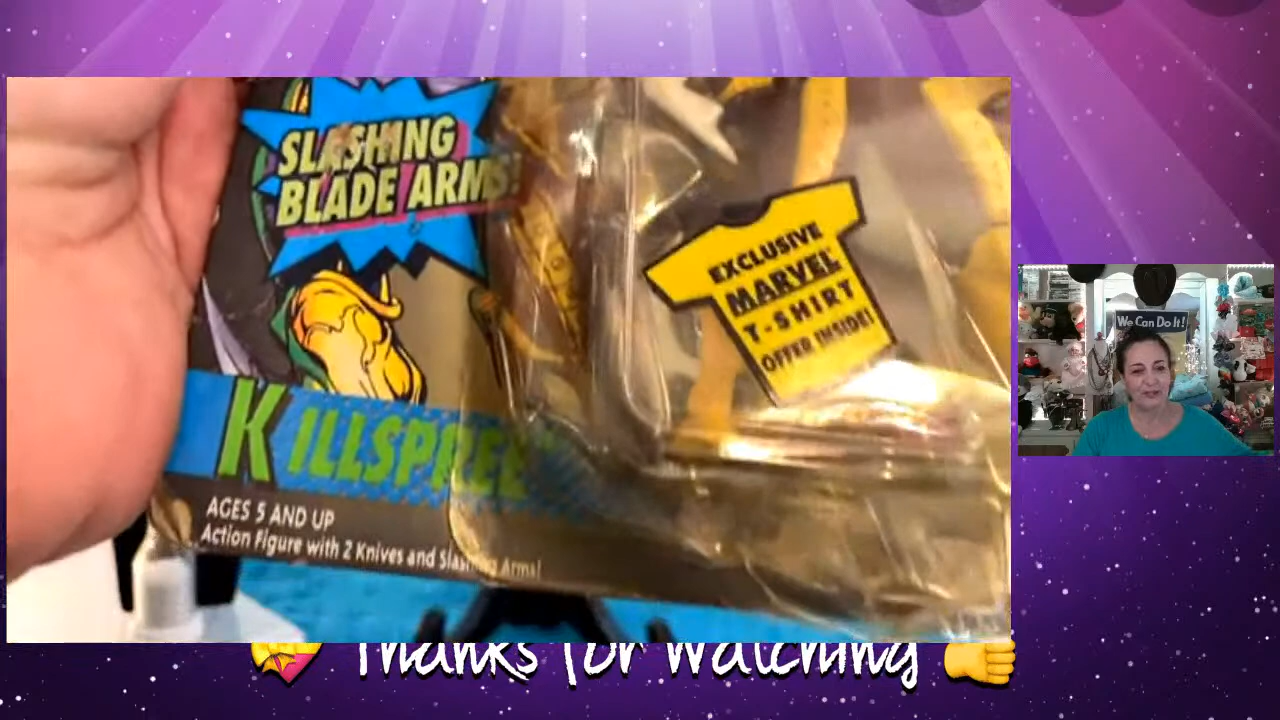 SLASHING
BLADE ARMS!
EXCLUSIVE
MARVEL
T-SHIRT
OFFER INSIDE!
KILLSPREE
AGES 5 AND UP
Action Figure with 2 Knives and Slashing Arms!
We Can Do It!
Thanks for Watching